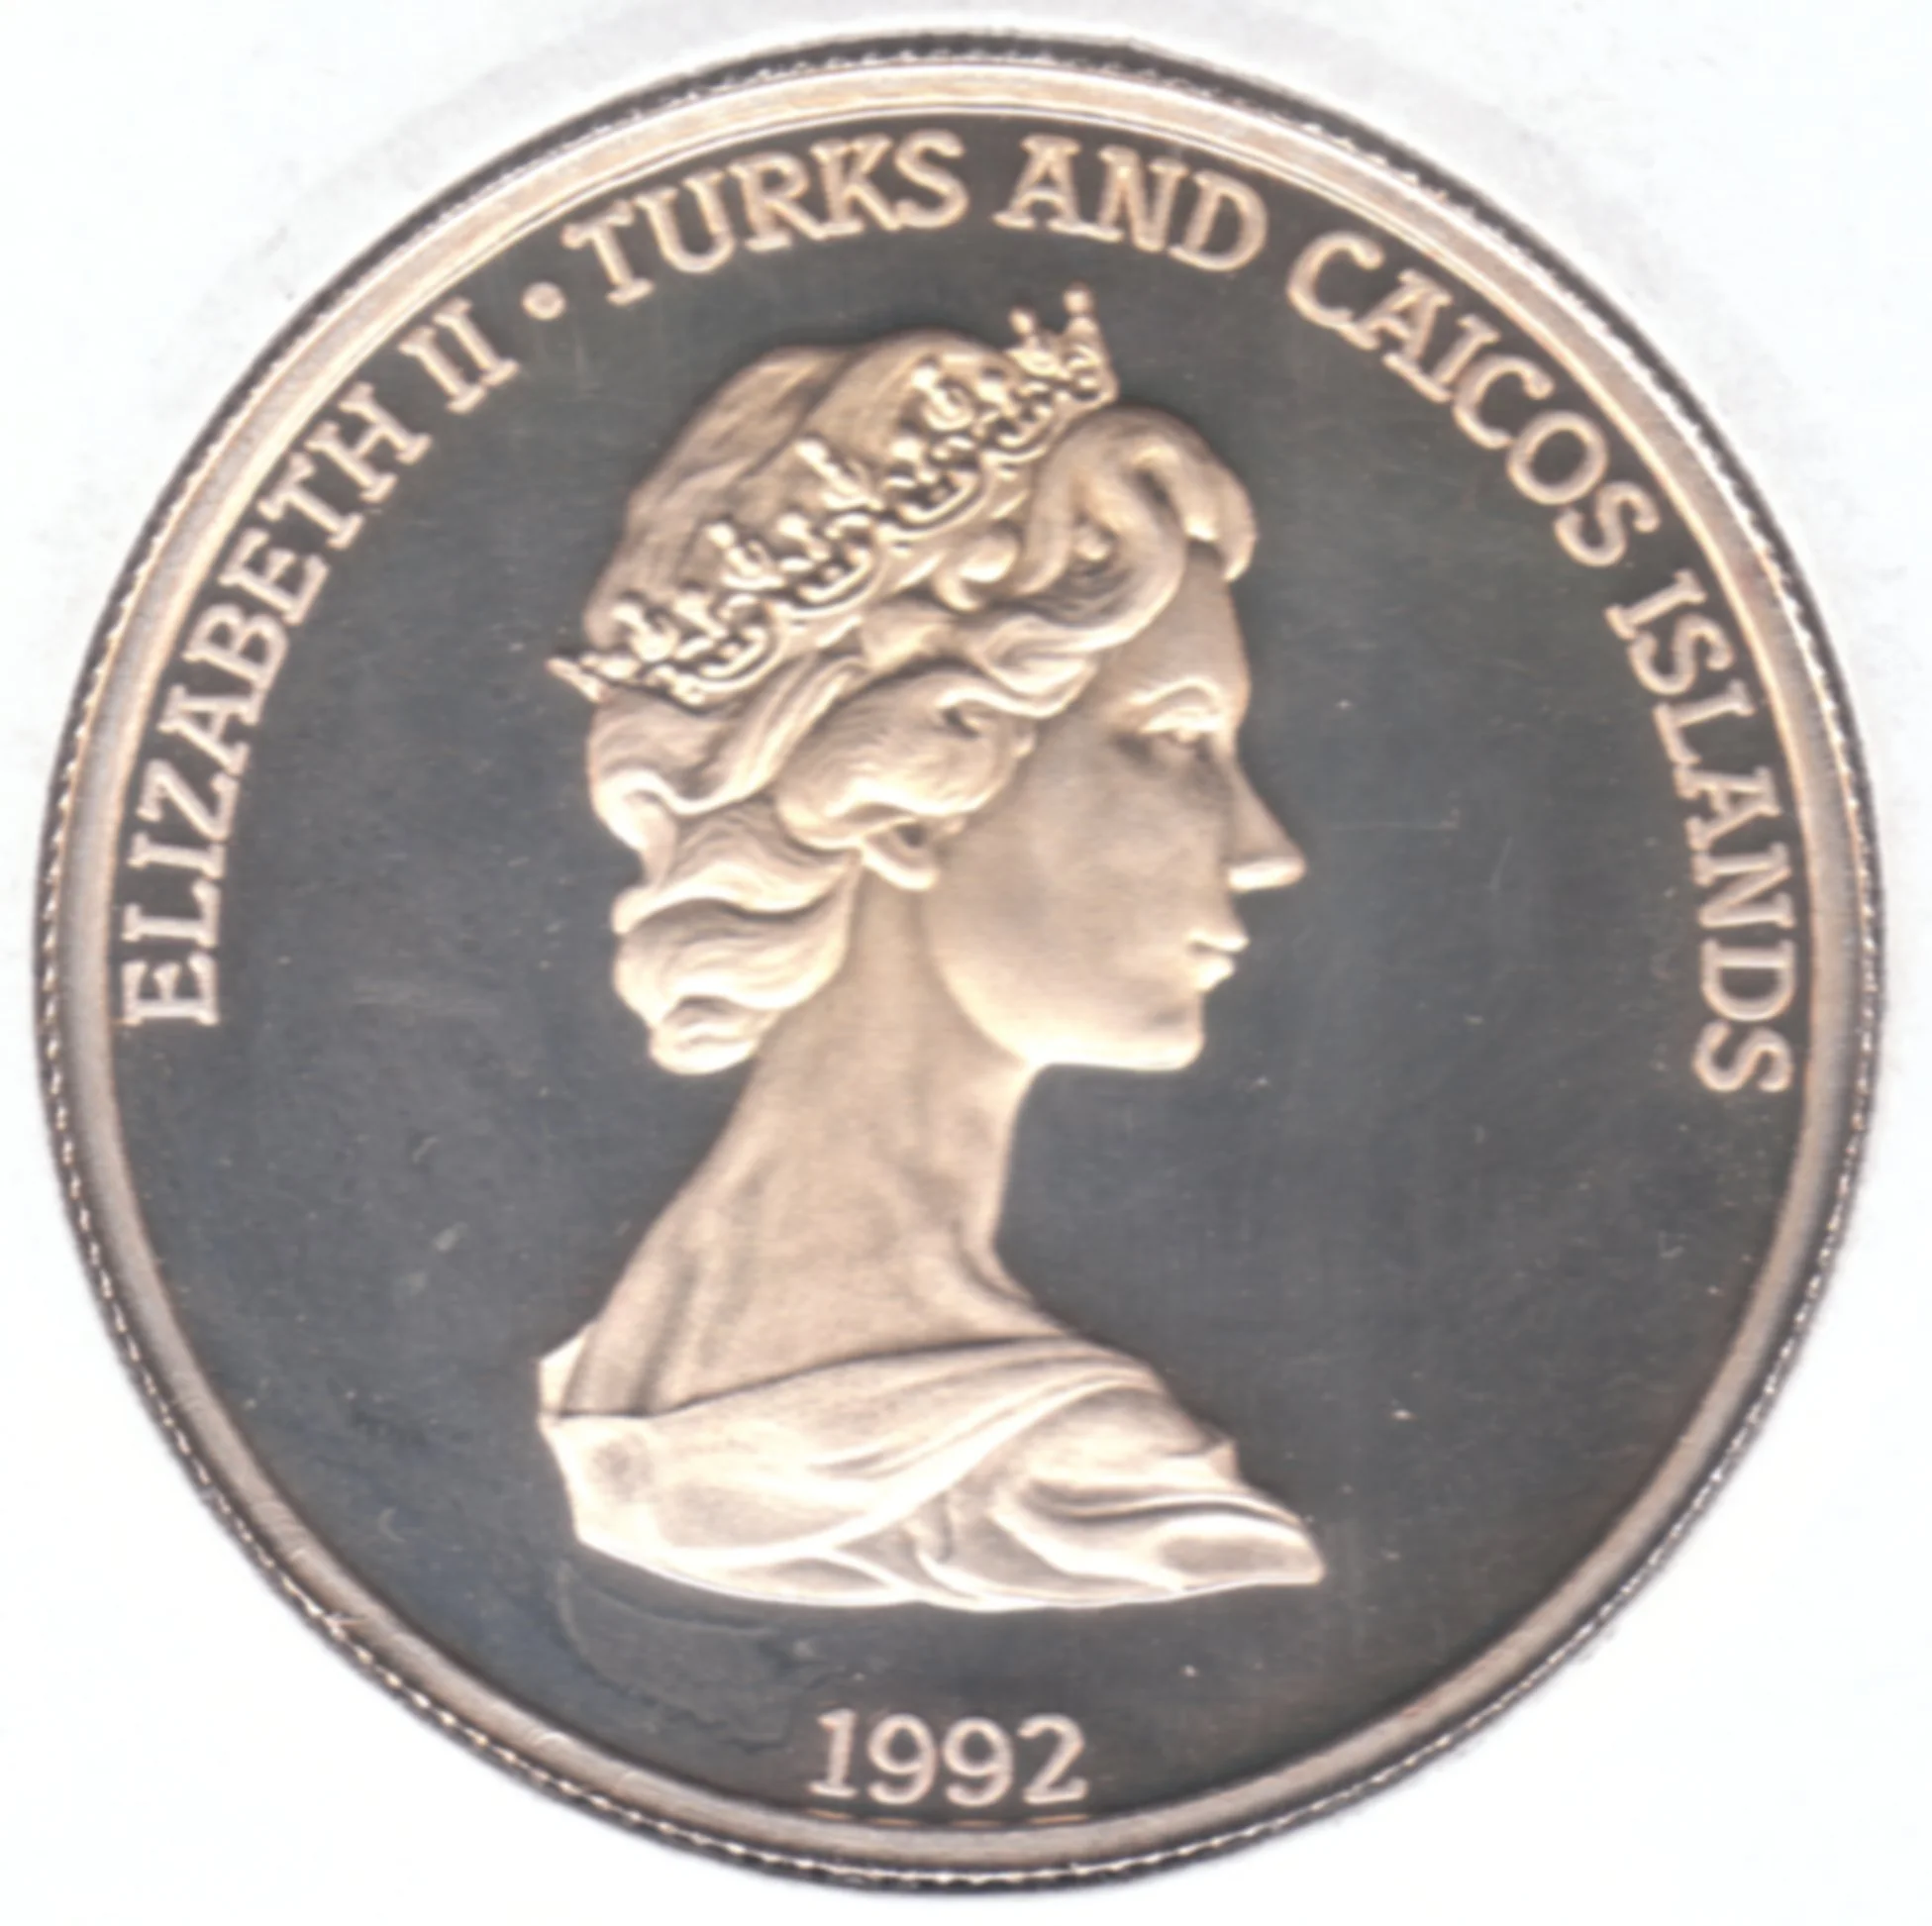 ELIZABETH II • TURKS AND CAICOS ISLANDS
1992